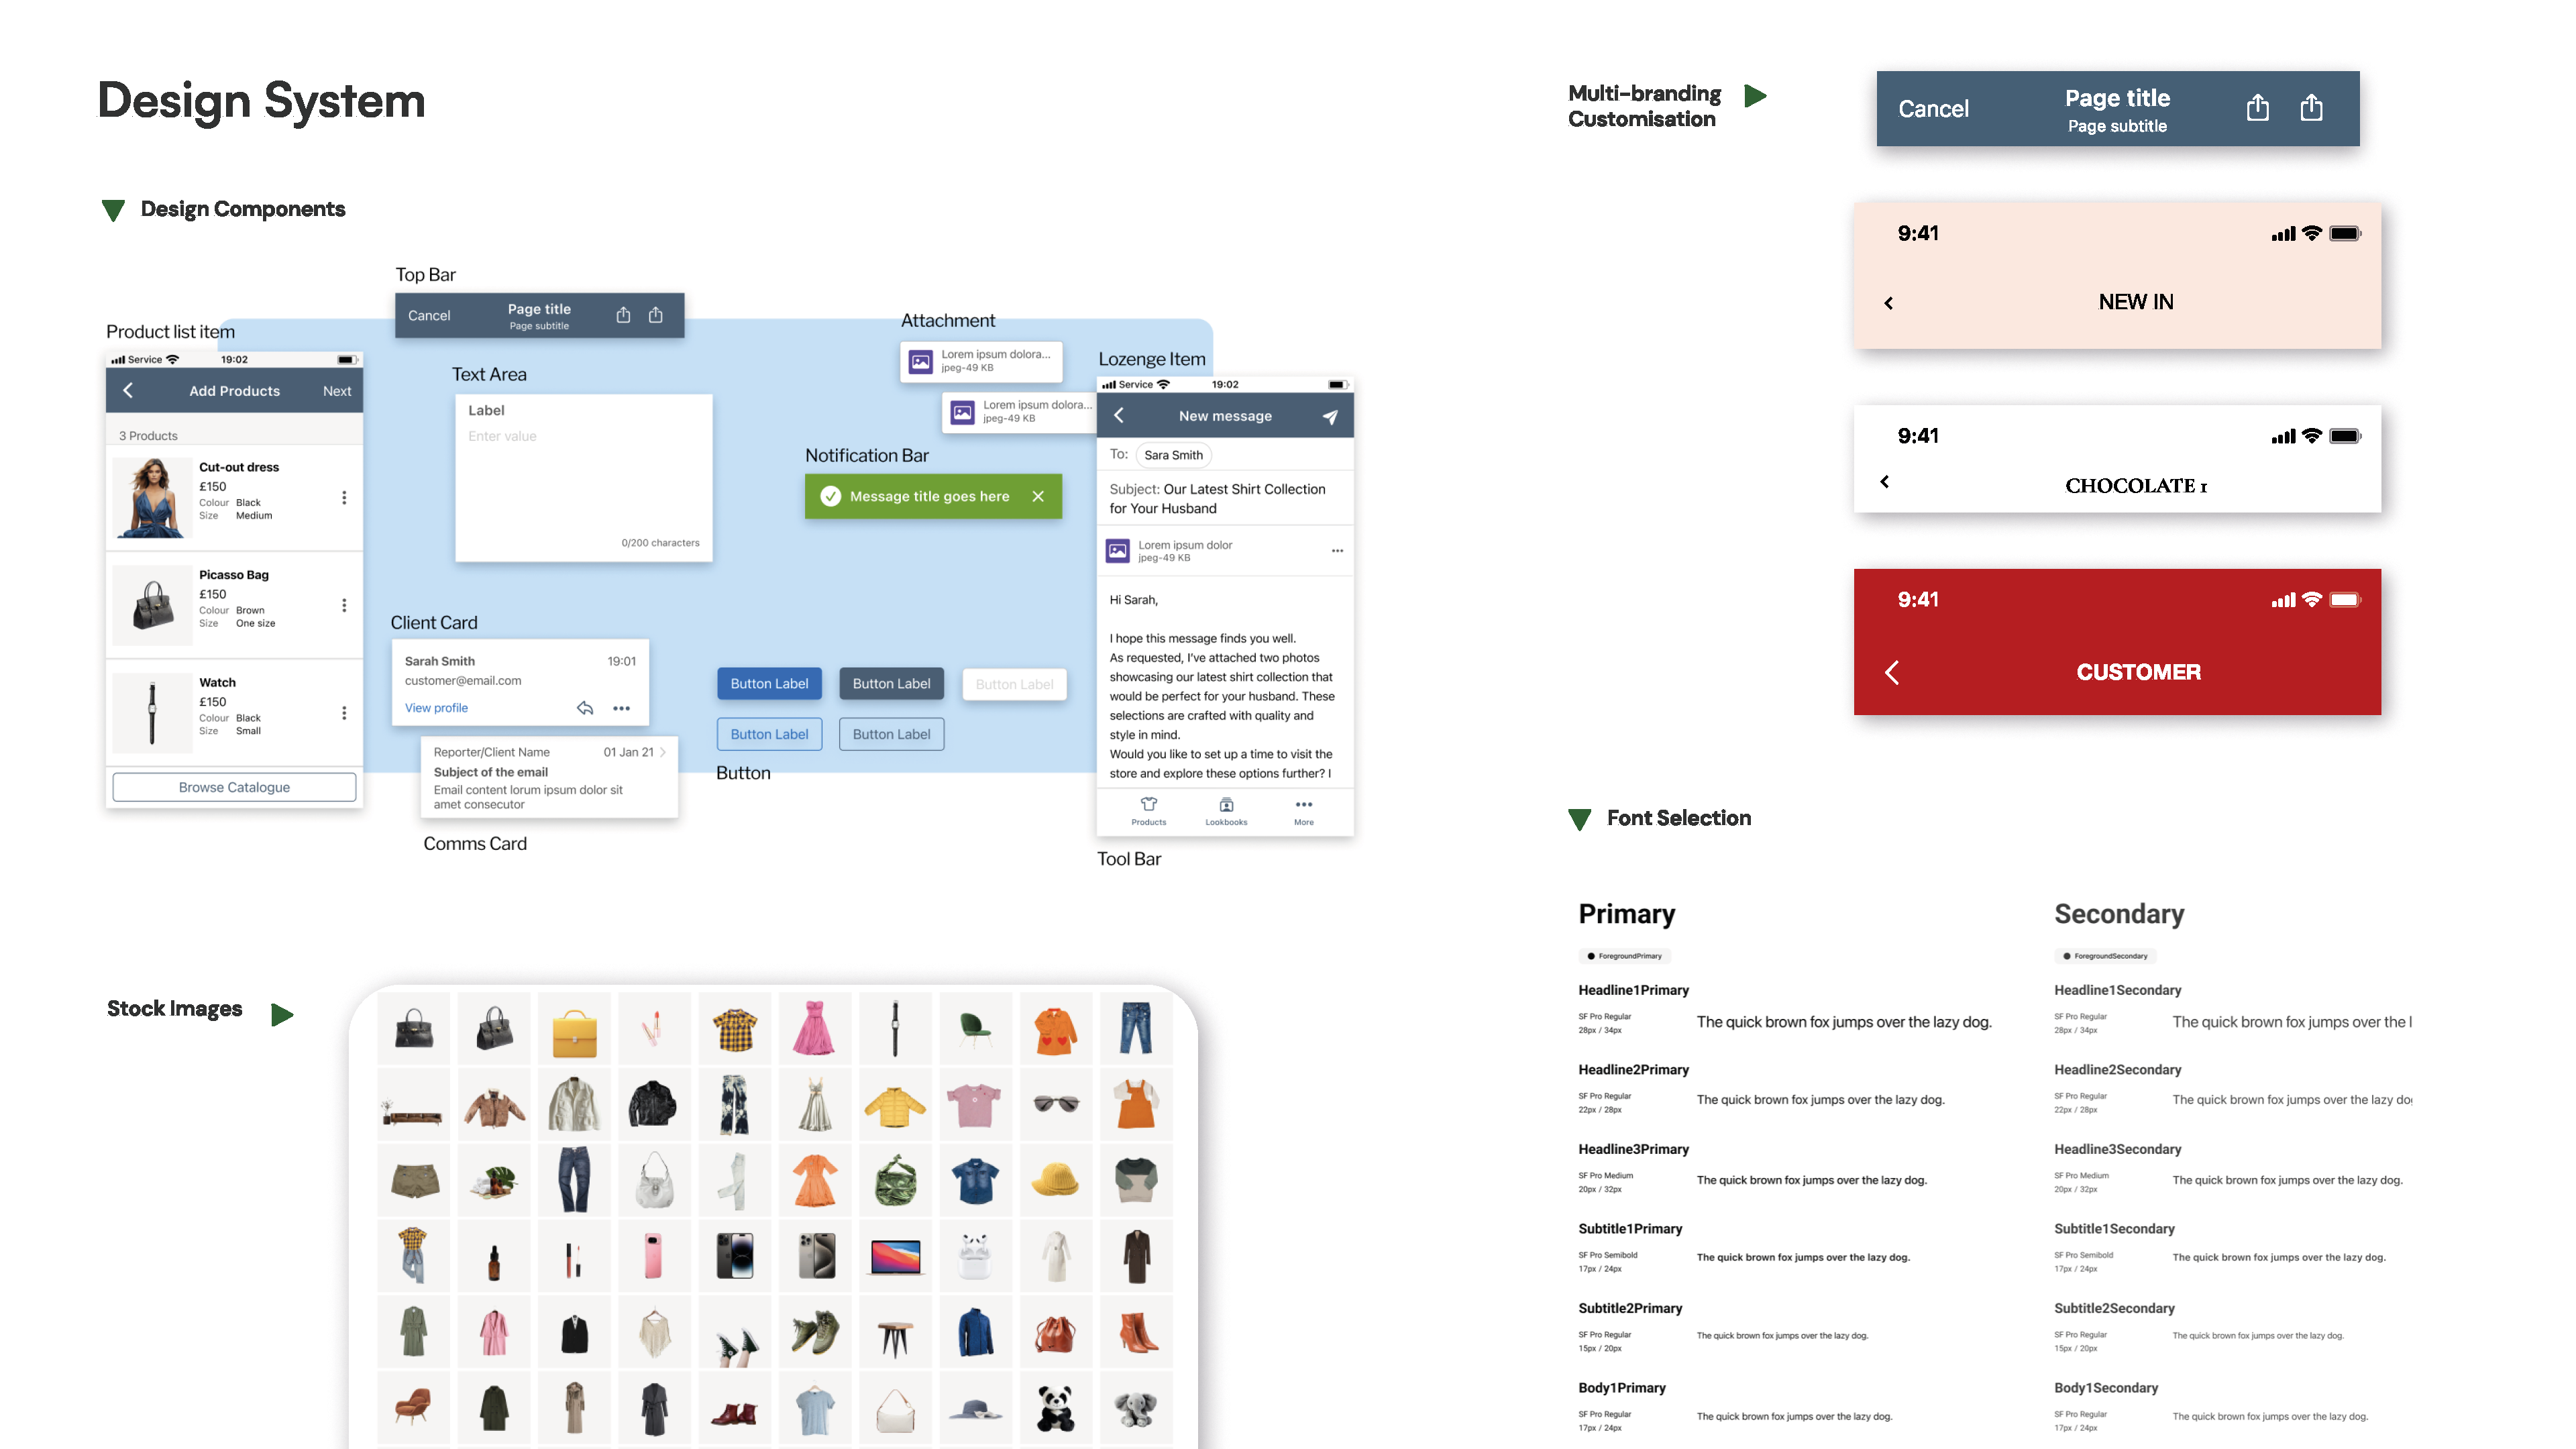 Design System
Design Components
Product list item
Service 19:02
Add Products Next
3 Products
Cut-out dress
£150
Colour Black
Size Medium
Picasso Bag
£150
Colour Brown
Size One size
Watch
£150
Colour Black
Size Small
Browse Catalogue
Top Bar
Cancel
Page title
Page subtitle
Text Area
Label
Enter value
0/200 characters
Client Card
Sarah Smith 19:01
customer@email.com
View profile
Reporter/Client Name 01 Jan 21
Subject of the email
Email content lorum ipsum dolor sit
amet consecutor
Comms Card
Attachment
Lorem ipsum dolora...
jpeg-49 KB
Lorem ipsum dolora...
jpeg-49 KB
Notification Bar
Message title goes here
Button Label Button Label Button Label
Button Label Button Label
Button
Lozenge Item
Service 19:02
New message
To: Sara Smith
Subject: Our Latest Shirt Collection
for Your Husband
Lorem ipsum dolor
jpeg-49 KB
Hi Sarah,
I hope this message finds you well.
As requested, I've attached two photos
showcasing our latest shirt collection that
would be perfect for your husband. These
selections are crafted with quality and
style in mind.
Would you like to set up a time to visit the
store and explore these options further? I
Products Lookbooks More
Tool Bar
Stock Images
Multi-branding
Customisation
Cancel
Page title
Page subtitle
9:41
NEW IN
9:41
CHOCOLATE 1
9:41
CUSTOMER
Font Selection
Primary
ForegroundPrimary
Headline1Primary
SF Pro Regular
28px / 34px
The quick brown fox jumps over the lazy dog.
Headline2Primary
SF Pro Regular
22px / 28px
The quick brown fox jumps over the lazy dog.
Headline3Primary
SF Pro Medium
20px / 32px
The quick brown fox jumps over the lazy dog.
Subtitle1Primary
SF Pro Semibold
17px / 24px
The quick brown fox jumps over the lazy dog.
Subtitle2Primary
SF Pro Regular
15px / 20px
The quick brown fox jumps over the lazy dog.
Body1Primary
SF Pro Regular
17px / 24px
The quick brown fox jumps over the lazy dog.
Secondary
ForegroundSecondary
Headline1Secondary
SF Pro Regular
28px / 34px
The quick brown fox jumps over the l
Headline2Secondary
SF Pro Regular
22px / 28px
The quick brown fox jumps over the lazy do
Headline3Secondary
SF Pro Medium
20px / 32px
The quick brown fox jumps over the lazy dog.
Subtitle1Secondary
SF Pro Semibold
17px / 24px
The quick brown fox jumps over the lazy dog.
Subtitle2Secondary
SF Pro Regular
15px / 20px
The quick brown fox jumps over the lazy dog.
Body1Secondary
SF Pro Regular
17px / 24px
The quick brown fox jumps over the lazy dog.